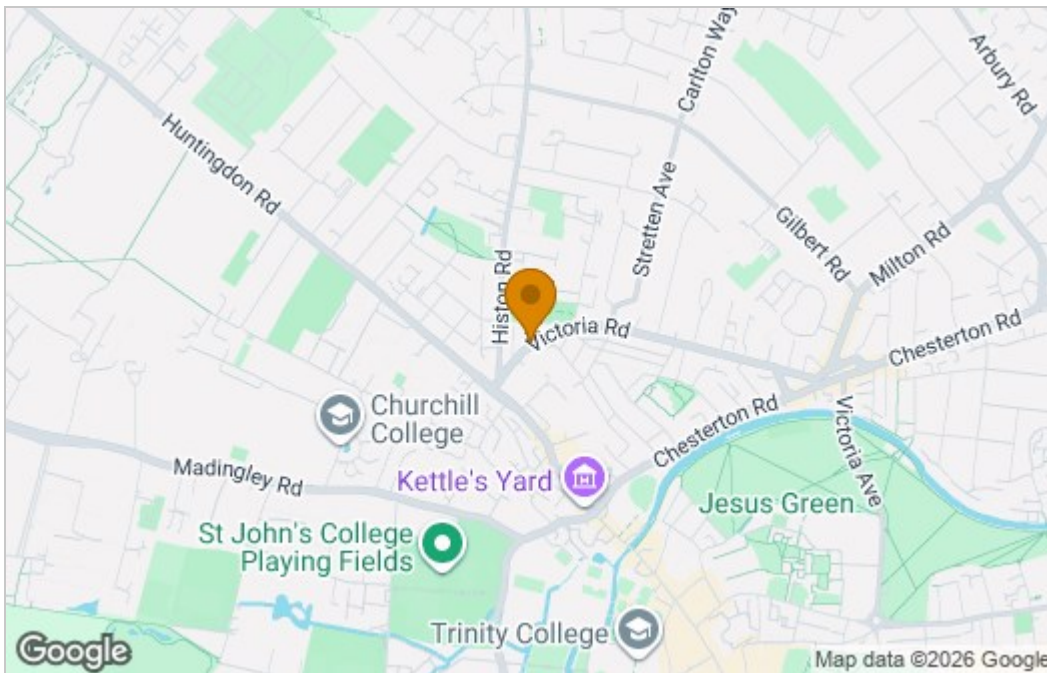 Carlton Way
Arbury Rd
Huntingdon Rd
Stretten Ave
Gilbert Rd
Milton Rd
Histon Rd
Victoria Rd
Chesterton Rd
Churchill
College
Chesterton Rd
Victoria Ave
Madingley Rd
Kettle's Yard
Jesus Green
St John's College
Playing Fields
Trinity College
Google
Map data ©2026 Google